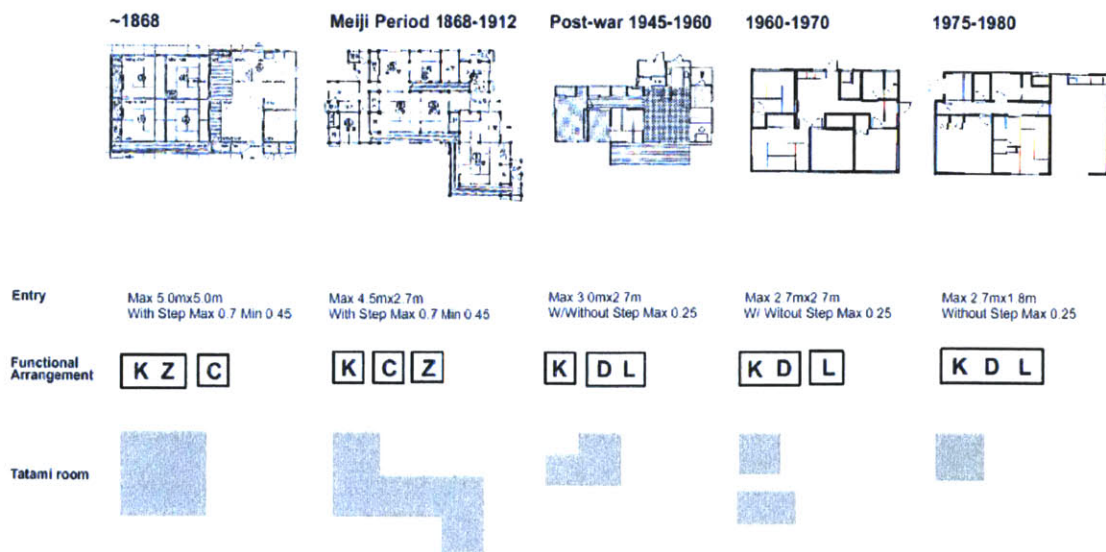 ~1868
Meiji Period 1868-1912
Post-war 1945-1960
1960-1970
1975-1980
Entry
Max 5.0mx5.0m
With Step Max 0.7 Min 0.45
Max 4.5mx2.7m
With Step Max 0.7 Min 0.45
Max 3.0mx2.7m
W/Without Step Max 0.25
Max 2.7mx2.7m
W/ Witout Step Max 0.25
Max 2.7mx1.8m
Without Step Max 0.25
Functional
Arrangement
K Z C
K C Z
K D L
K D L
K D L
Tatami room